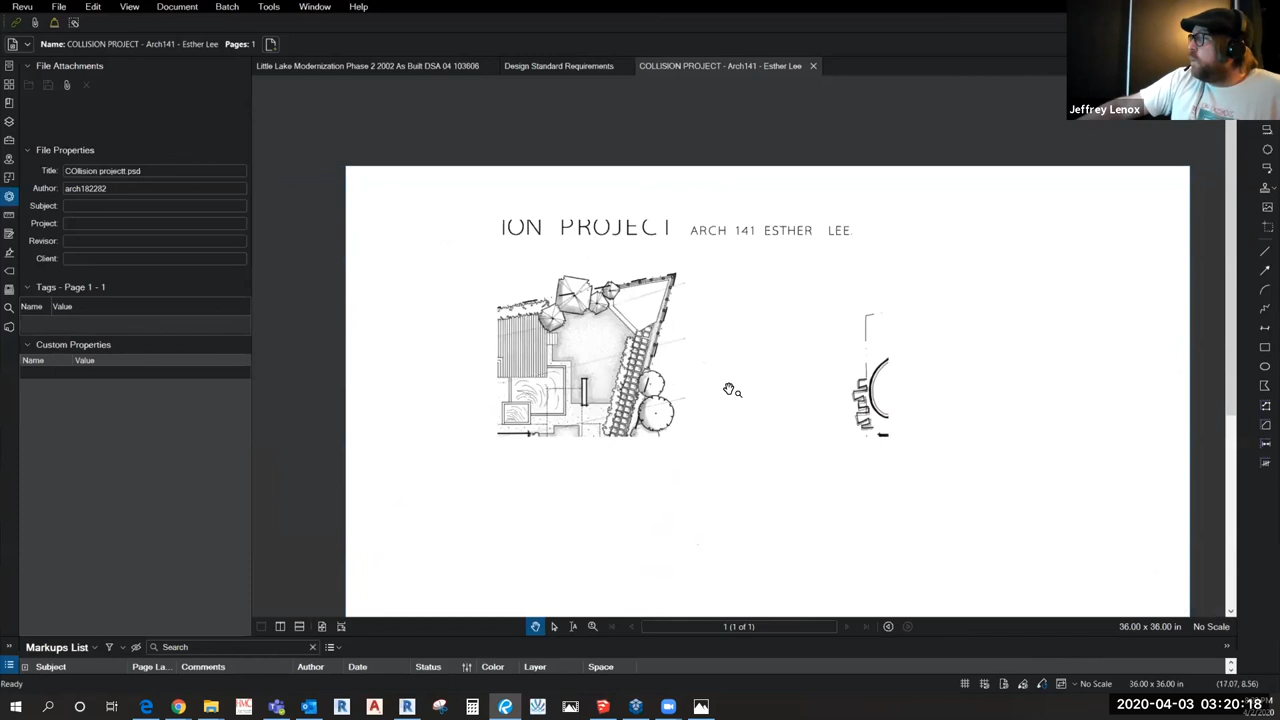 Revu File Edit View Document Batch Tools Window Help
Name: COLLISION PROJECT - Arch141 - Esther Lee Pages: 1
File Attachments
Little Lake Modernization Phase 2 2002 As Built DSA 04 103606
Design Standard Requirements
COLLISION PROJECT - Arch141 - Esther Lee
Jeffrey Lenox
File Properties
Title: COllision projectt.psd
Author: arch182282
Subject:
Project:
Revisor:
Client:
Tags - Page 1 - 1
Name Value
Custom Properties
Name Value
ION PROJECT ARCH 141 ESTHER LEE
1 (1 of 1)
36.00 x 36.00 in No Scale
Markups List Search
Subject Page La... Comments Author Date Status Color Layer Space
Ready
No Scale 36.00 x 36.00 in (17.07, 8.56)
2020-04-03 03:20:18